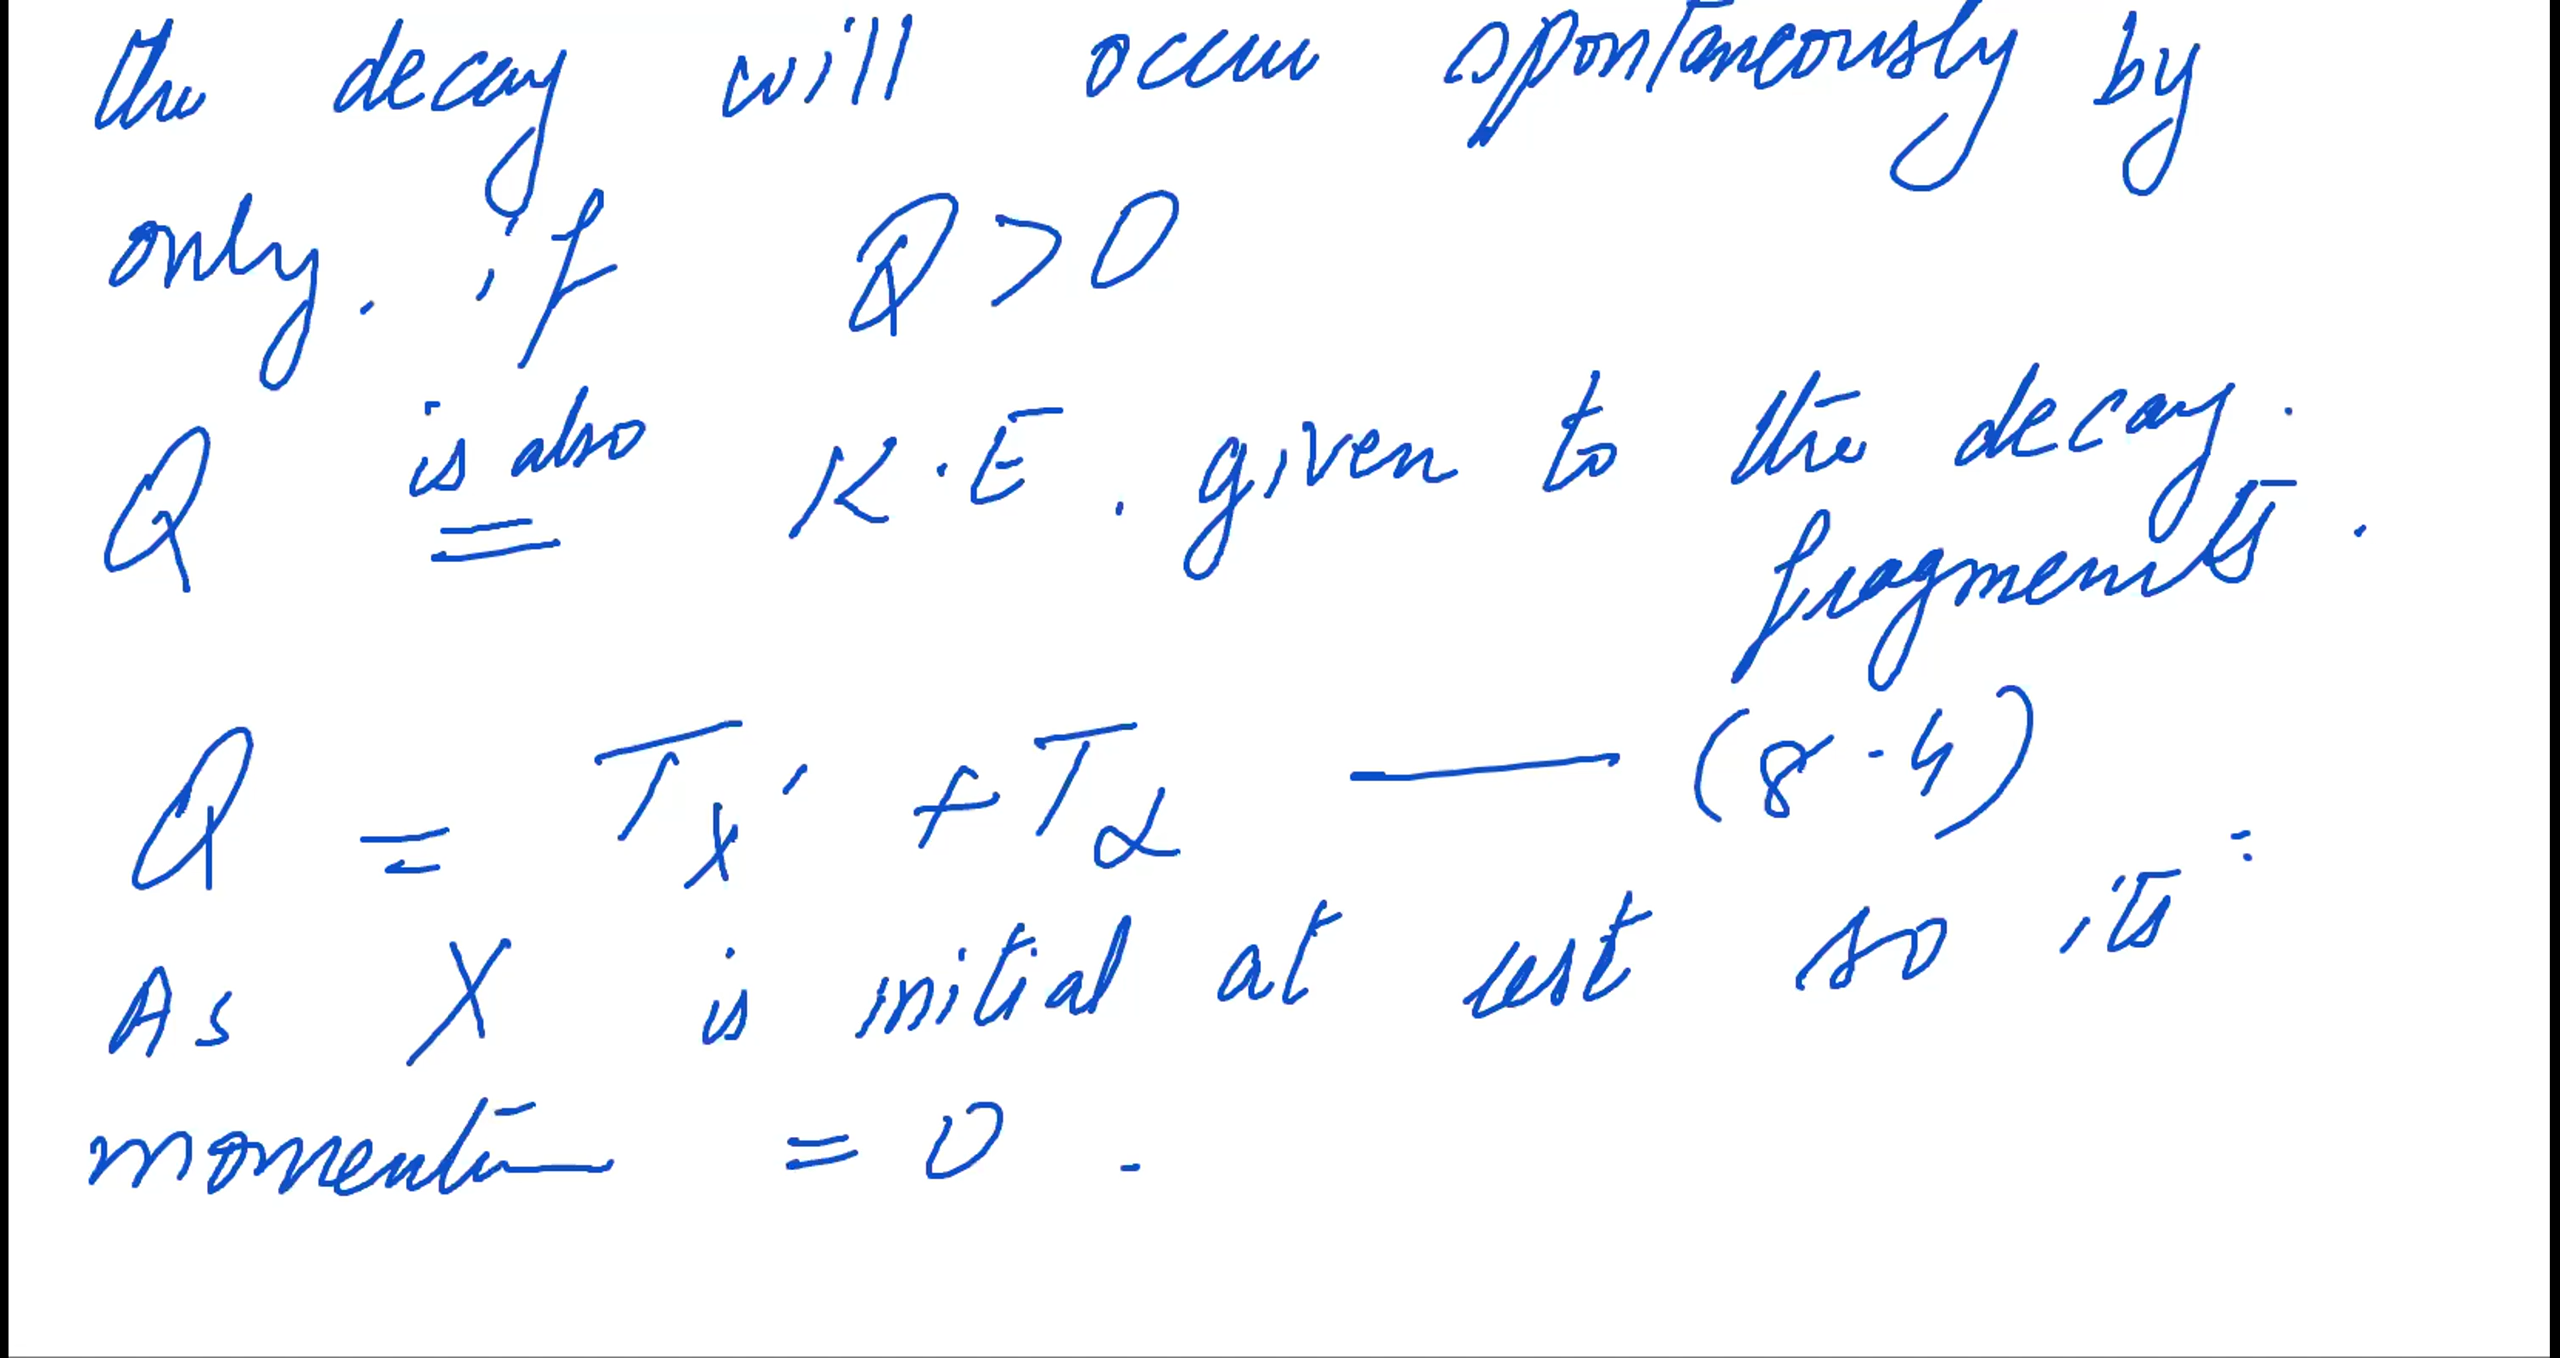 the decay will occur spontaneously by
only. if Q > 0
Q is also K.E. given to the decay.
fragments.
Q = T_X' + T_α — (8-4)
As X is initial at rest so its
momentum = 0.